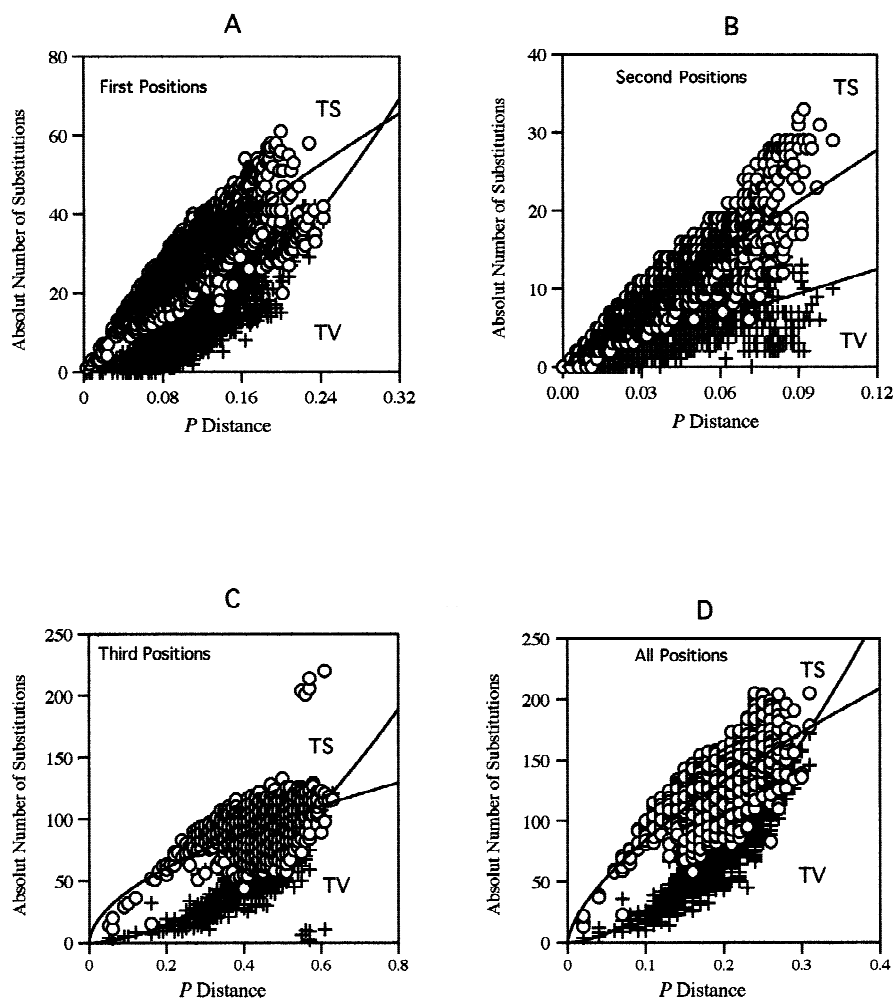 A
First Positions
TS
TV
80
60
40
20
0
0
0.08
0.16
0.24
0.32
Absolut Number of Substitutions
P Distance
B
Second Positions
TS
TV
40
30
20
10
0
0.00
0.03
0.06
0.09
0.12
Absolut Number of Substitutions
P Distance
C
Third Positions
TS
TV
250
200
150
100
50
0
0
0.2
0.4
0.6
0.8
Absolut Number of Substitutions
P Distance
D
All Positions
TS
TV
250
200
150
100
50
0
0
0.1
0.2
0.3
0.4
Absolut Number of Substitutions
P Distance